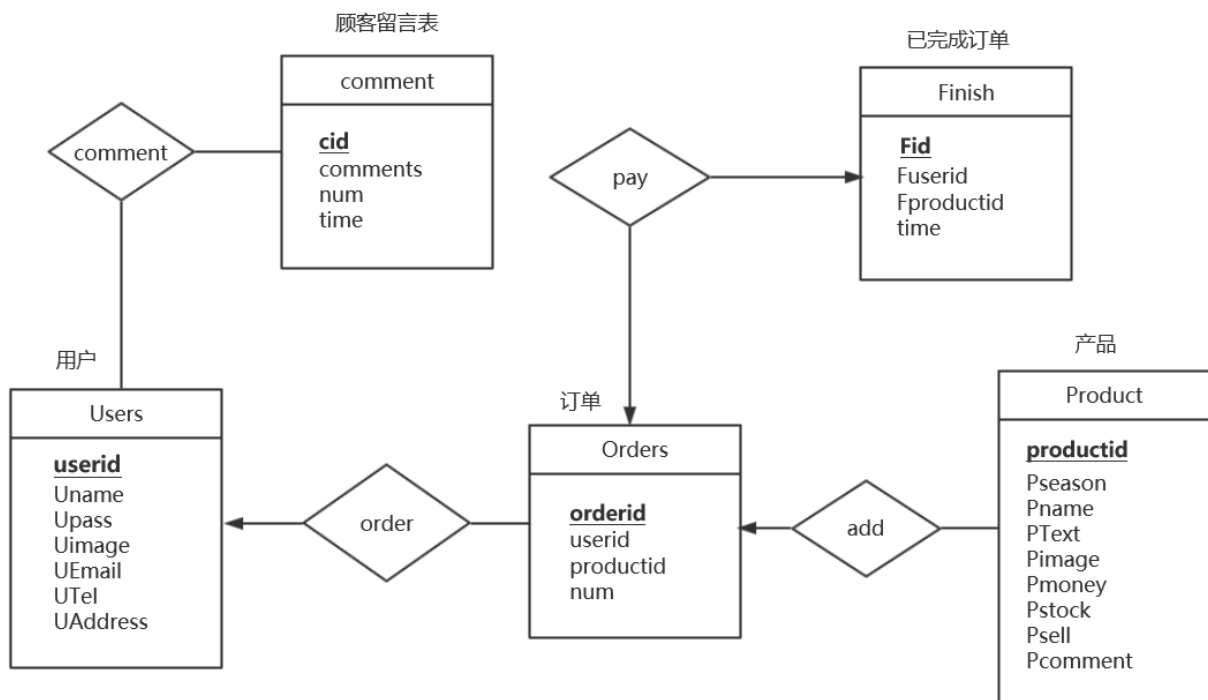 顾客留言表
comment
cid
comments
num
time
comment
已完成订单
Finish
Fid
Fuserid
Fproductid
time
pay
用户
Users
userid
Uname
Upass
Uimage
UEmail
UTel
UAddress
order
订单
Orders
orderid
userid
productid
num
add
产品
Product
productid
Pseason
Pname
PText
Pimage
Pmoney
Pstock
Psell
Pcomment